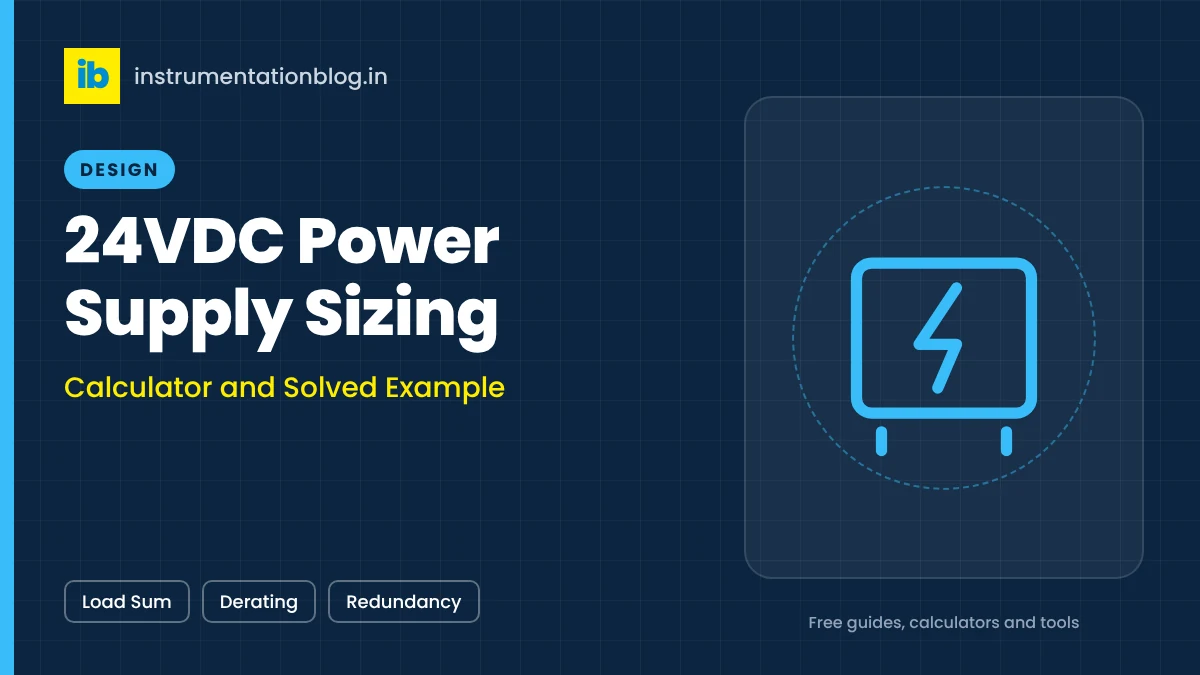 ib
instrumentationblog.in
DESIGN
24VDC Power
Supply Sizing
Calculator and Solved Example
Load Sum
Derating
Redundancy
Free guides, calculators and tools